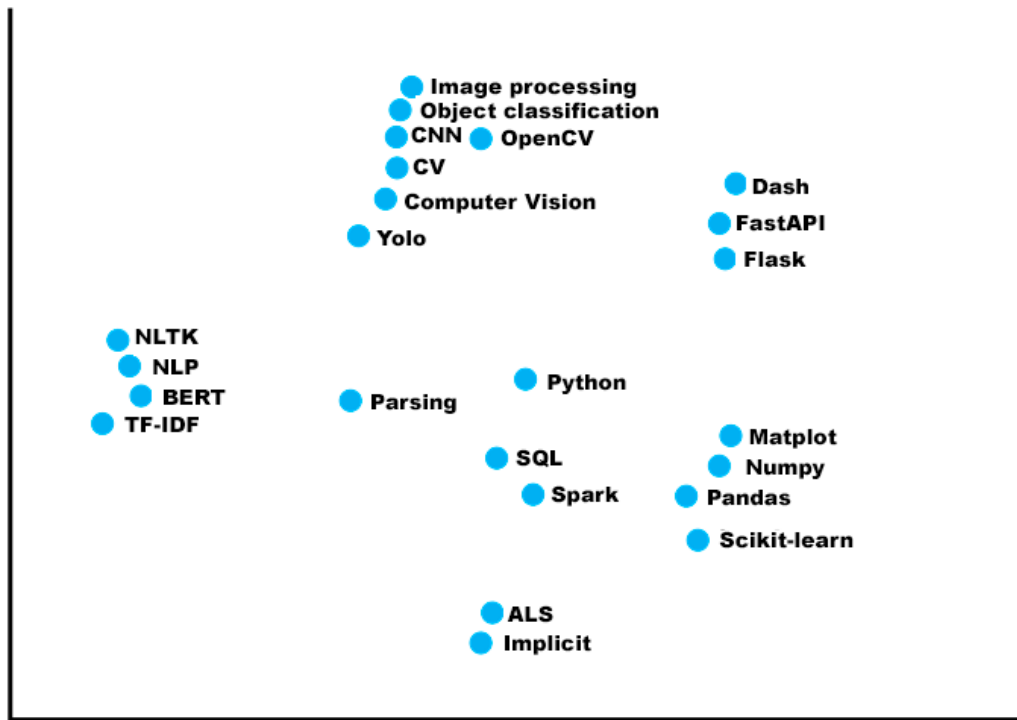 Image processing
Object classification
CNN
OpenCV
CV
Computer Vision
Yolo
Dash
FastAPI
Flask
NLTK
NLP
BERT
TF-IDF
Parsing
Python
SQL
Spark
Matplot
Numpy
Pandas
Scikit-learn
ALS
Implicit